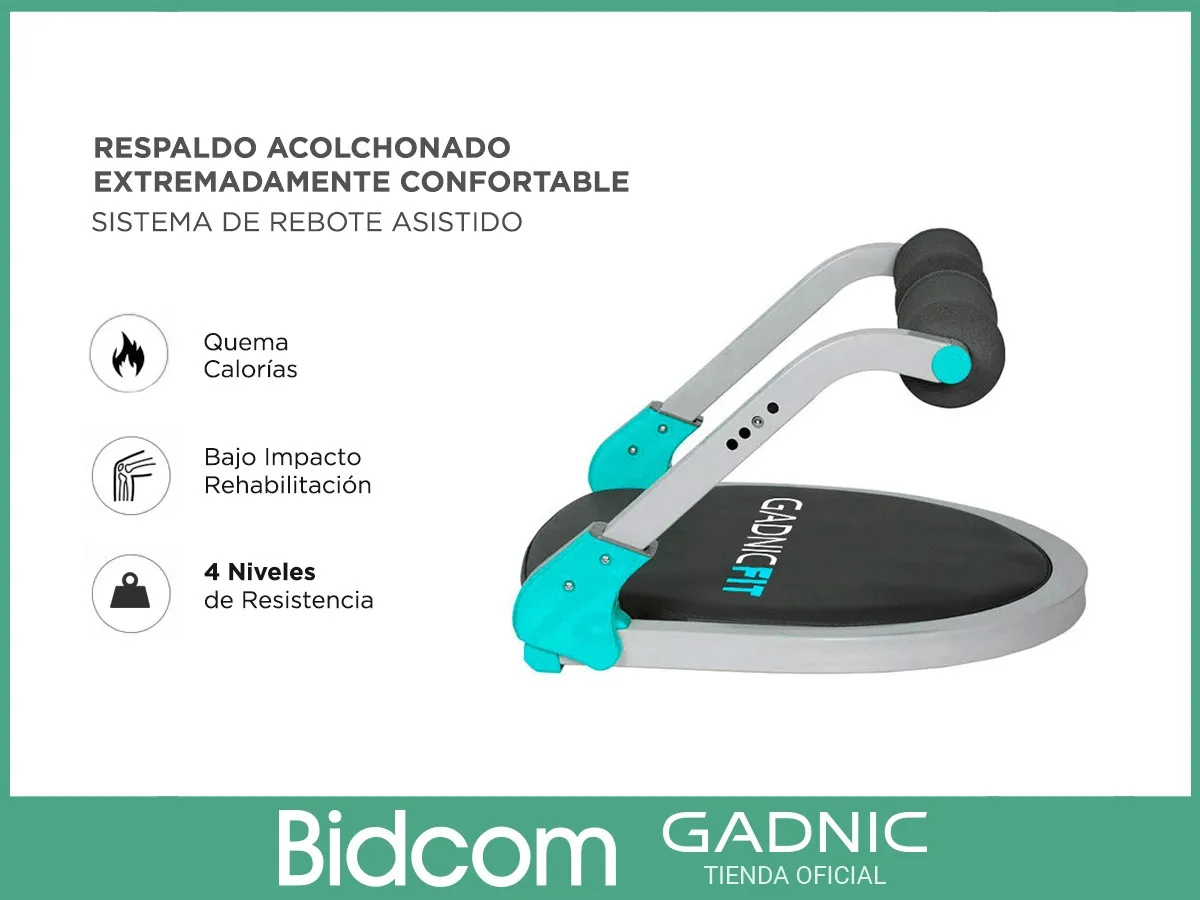 RESPALDO ACOLCHONADO
EXTREMADAMENTE CONFORTABLE
SISTEMA DE REBOTE ASISTIDO
Quema
Calorías
Bajo Impacto
Rehabilitación
4 Niveles
de Resistencia
GADNICFIT
Bidcom
GADNIC
TIENDA OFICIAL